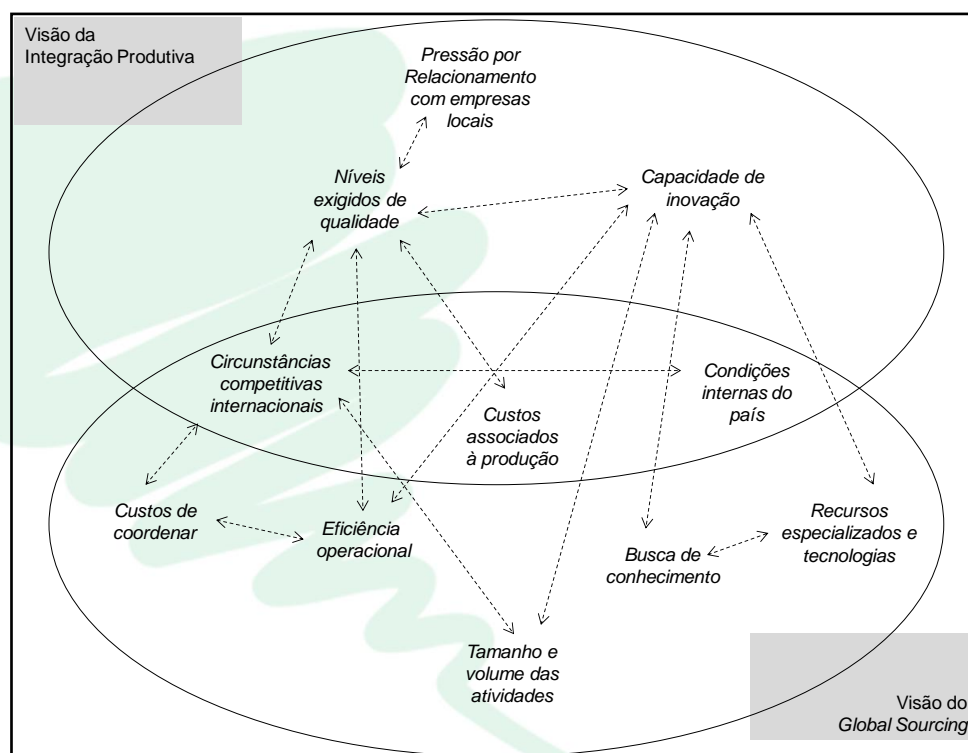 Visão da
Integração Produtiva
Pressão por
Relacionamento
com empresas
locais
Níveis
exigidos de
qualidade
Capacidade de
inovação
Circunstâncias
competitivas
internacionais
Condições
internas do
país
Custos
associados
à produção
Custos de
coordenar
Eficiência
operacional
Busca de
conhecimento
Recursos
especializados e
tecnologias
Tamanho e
volume das
atividades
Visão do
Global Sourcing